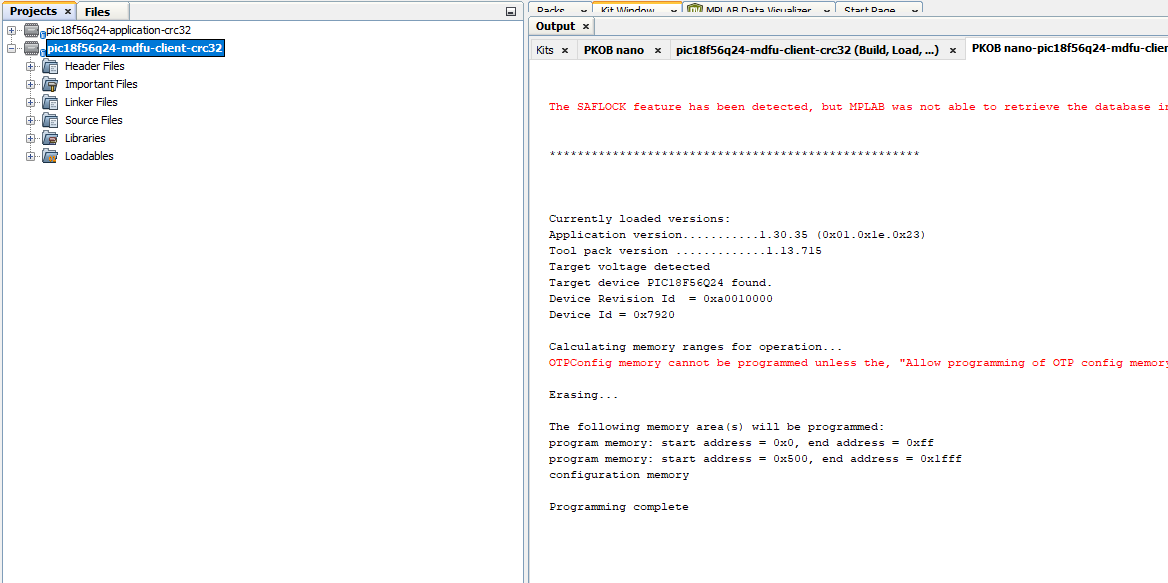 Projects
Files
pic18f56q24-application-crc32
pic18f56q24-mdfu-client-crc32
Header Files
Important Files
Linker Files
Source Files
Libraries
Loadables
Packs
Kit Window
MPLAB Data Visualizer
Start Page
Output
Kits
PKOB nano
pic18f56q24-mdfu-client-crc32 (Build, Load, ...)
PKOB nano-pic18f56q24-mdfu-clien
The SAFLOCK feature has been detected, but MPLAB was not able to retrieve the database in
*****************************************************
Currently loaded versions:
Application version...........1.30.35 (0x01.0x1e.0x23)
Tool pack version .............1.13.715
Target voltage detected
Target device PIC18F56Q24 found.
Device Revision Id  = 0xa0010000
Device Id = 0x7920
Calculating memory ranges for operation...
OTPConfig memory cannot be programmed unless the, "Allow programming of OTP config memory
Erasing...
The following memory area(s) will be programmed:
program memory: start address = 0x0, end address = 0xff
program memory: start address = 0x500, end address = 0x1fff
configuration memory
Programming complete